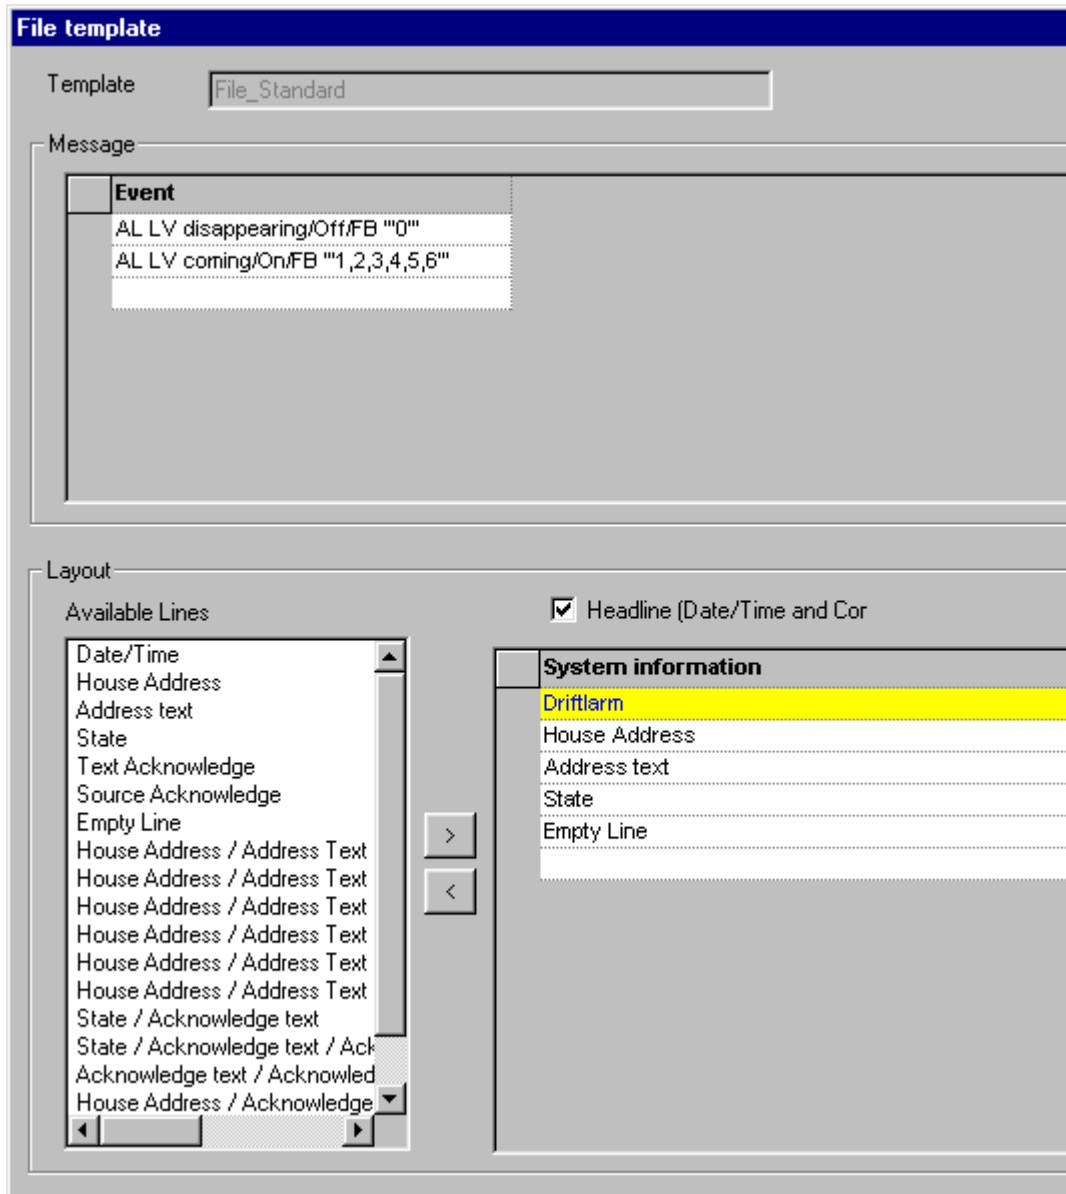 File template
Template
File_Standard
Message
Event
AL LV disappearing/Off/FB "'0"'
AL LV coming/On/FB "'1,2,3,4,5,6"'
Layout
Available Lines
Headline (Date/Time and Cor
Date/Time
House Address
Address text
State
Text Acknowledge
Source Acknowledge
Empty Line
House Address / Address Text
House Address / Address Text
House Address / Address Text
House Address / Address Text
House Address / Address Text
House Address / Address Text
State / Acknowledge text
State / Acknowledge text / Ack
Acknowledge text / Acknowled
House Address / Acknowledge
>
<
System information
Driftlarm
House Address
Address text
State
Empty Line